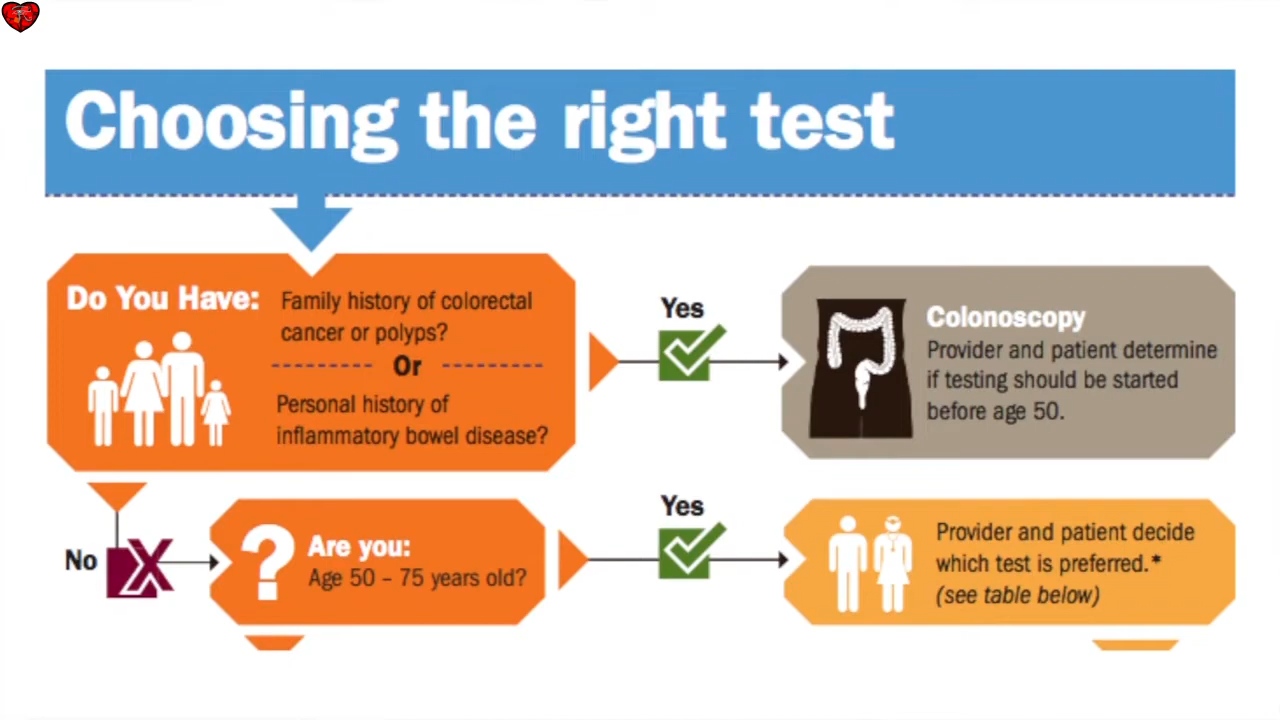 Choosing the right test
Do You Have:
Family history of colorectal
cancer or polyps?
Or
Personal history of
inflammatory bowel disease?
Yes
Colonoscopy
Provider and patient determine
if testing should be started
before age 50.
No
Are you:
Age 50 – 75 years old?
Yes
Provider and patient decide
which test is preferred.*
(see table below)